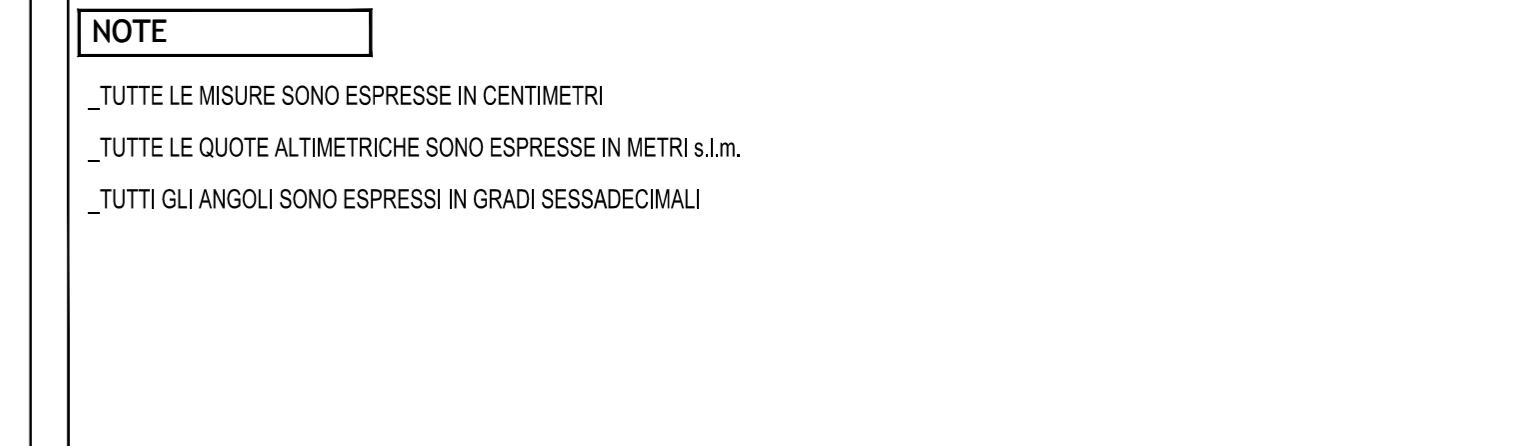 NOTE
_TUTTE LE MISURE SONO ESPRESSE IN CENTIMETRI
_TUTTE LE QUOTE ALTIMETRICHE SONO ESPRESSE IN METRI s.l.m.
_TUTTI GLI ANGOLI SONO ESPRESSI IN GRADI SESSADECIMALI